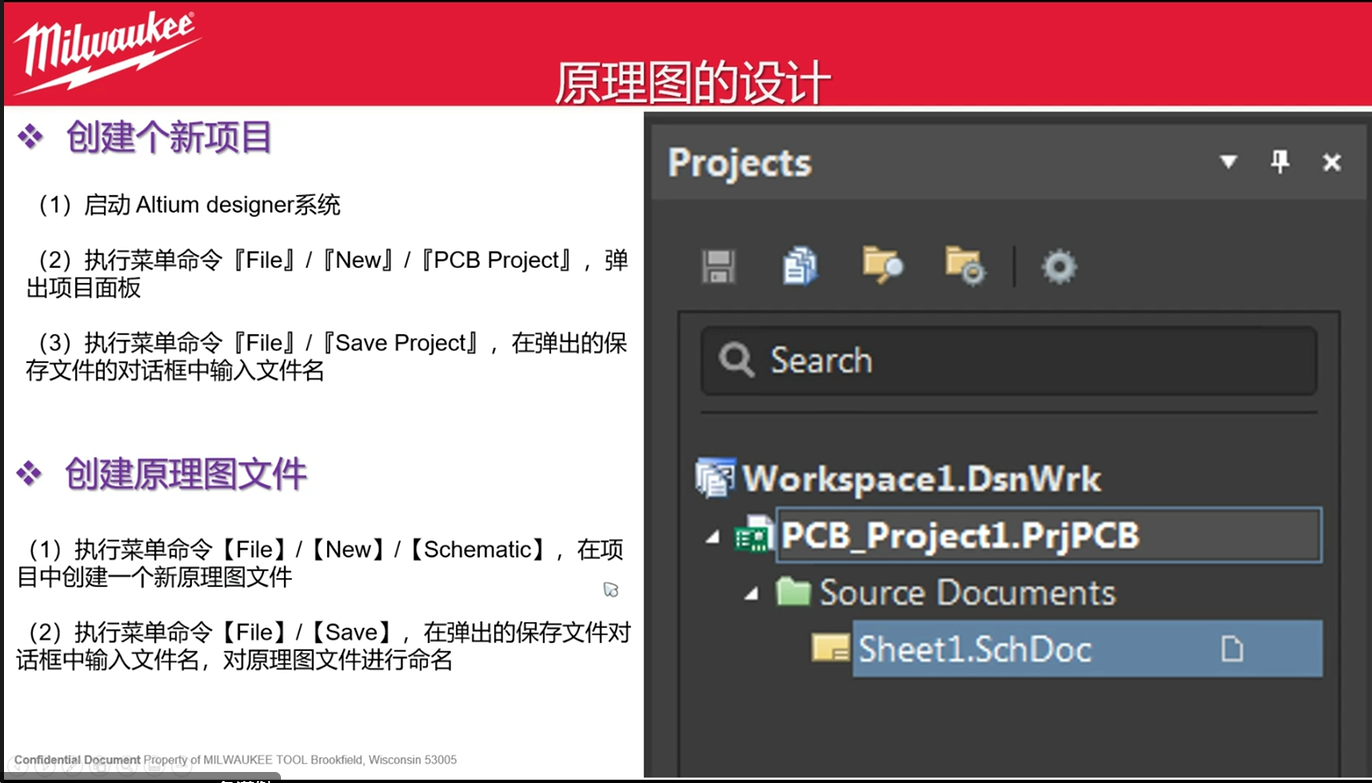 Milwaukee
原理图的设计
❖ 创建个新项目
（1）启动 Altium designer系统
（2）执行菜单命令『File』/『New』/『PCB Project』，弹
出项目面板
（3）执行菜单命令『File』/『Save Project』，在弹出的保
存文件的对话框中输入文件名
❖ 创建原理图文件
（1）执行菜单命令【File】/【New】/【Schematic】，在项
目中创建一个新原理图文件
（2）执行菜单命令【File】/【Save】，在弹出的保存文件对
话框中输入文件名，对原理图文件进行命名
Confidential Document Property of MILWAUKEE TOOL Brookfield, Wisconsin 53005
Projects
Search
Workspace1.DsnWrk
PCB_Project1.PrjPCB
Source Documents
Sheet1.SchDoc